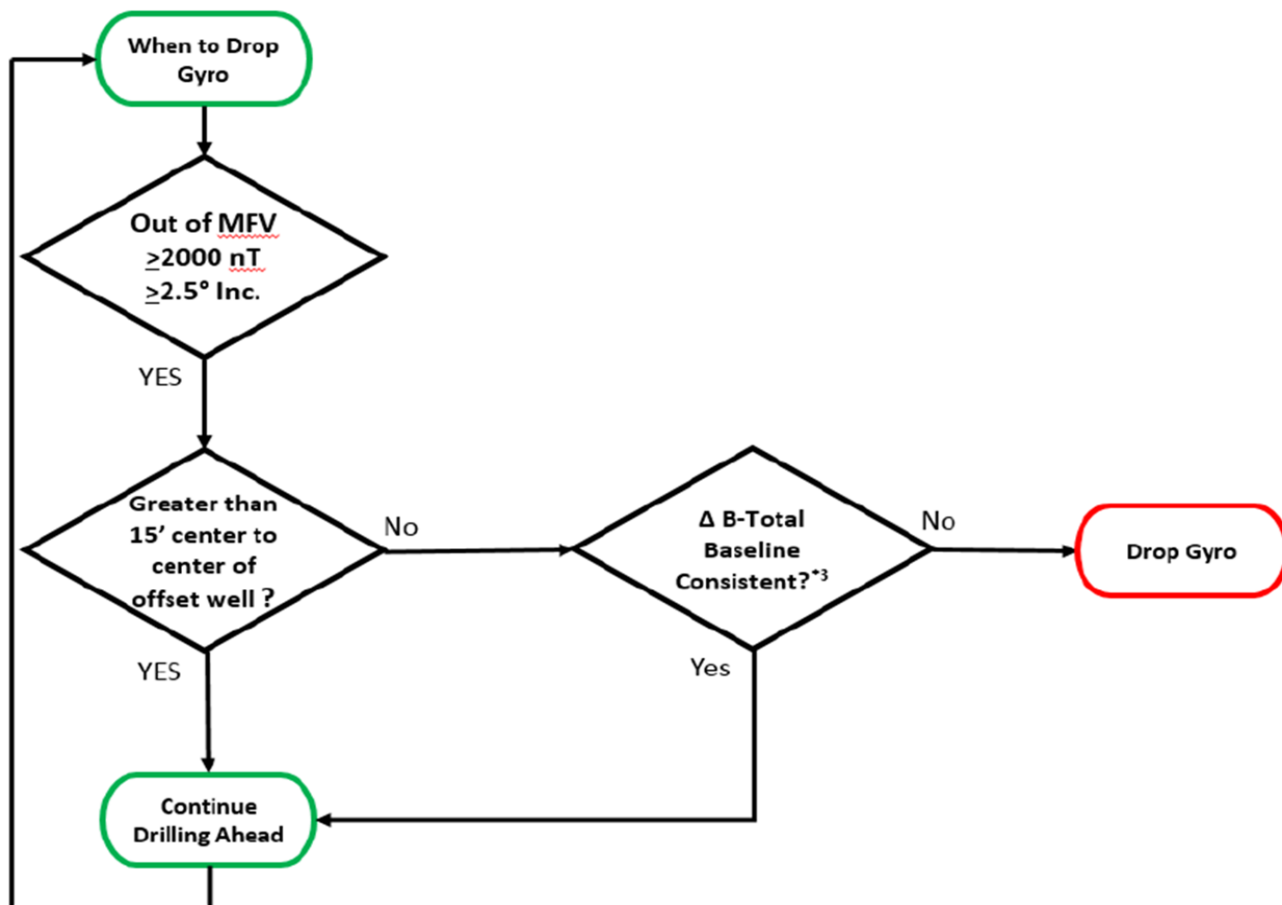 When to Drop
Gyro
Out of MFV
≥2000 nT
≥2.5° Inc.
YES
Greater than
15’ center to
center of
offset well ?
No
Δ B-Total
Baseline
Consistent?*3
No
Drop Gyro
YES
Yes
Continue
Drilling Ahead